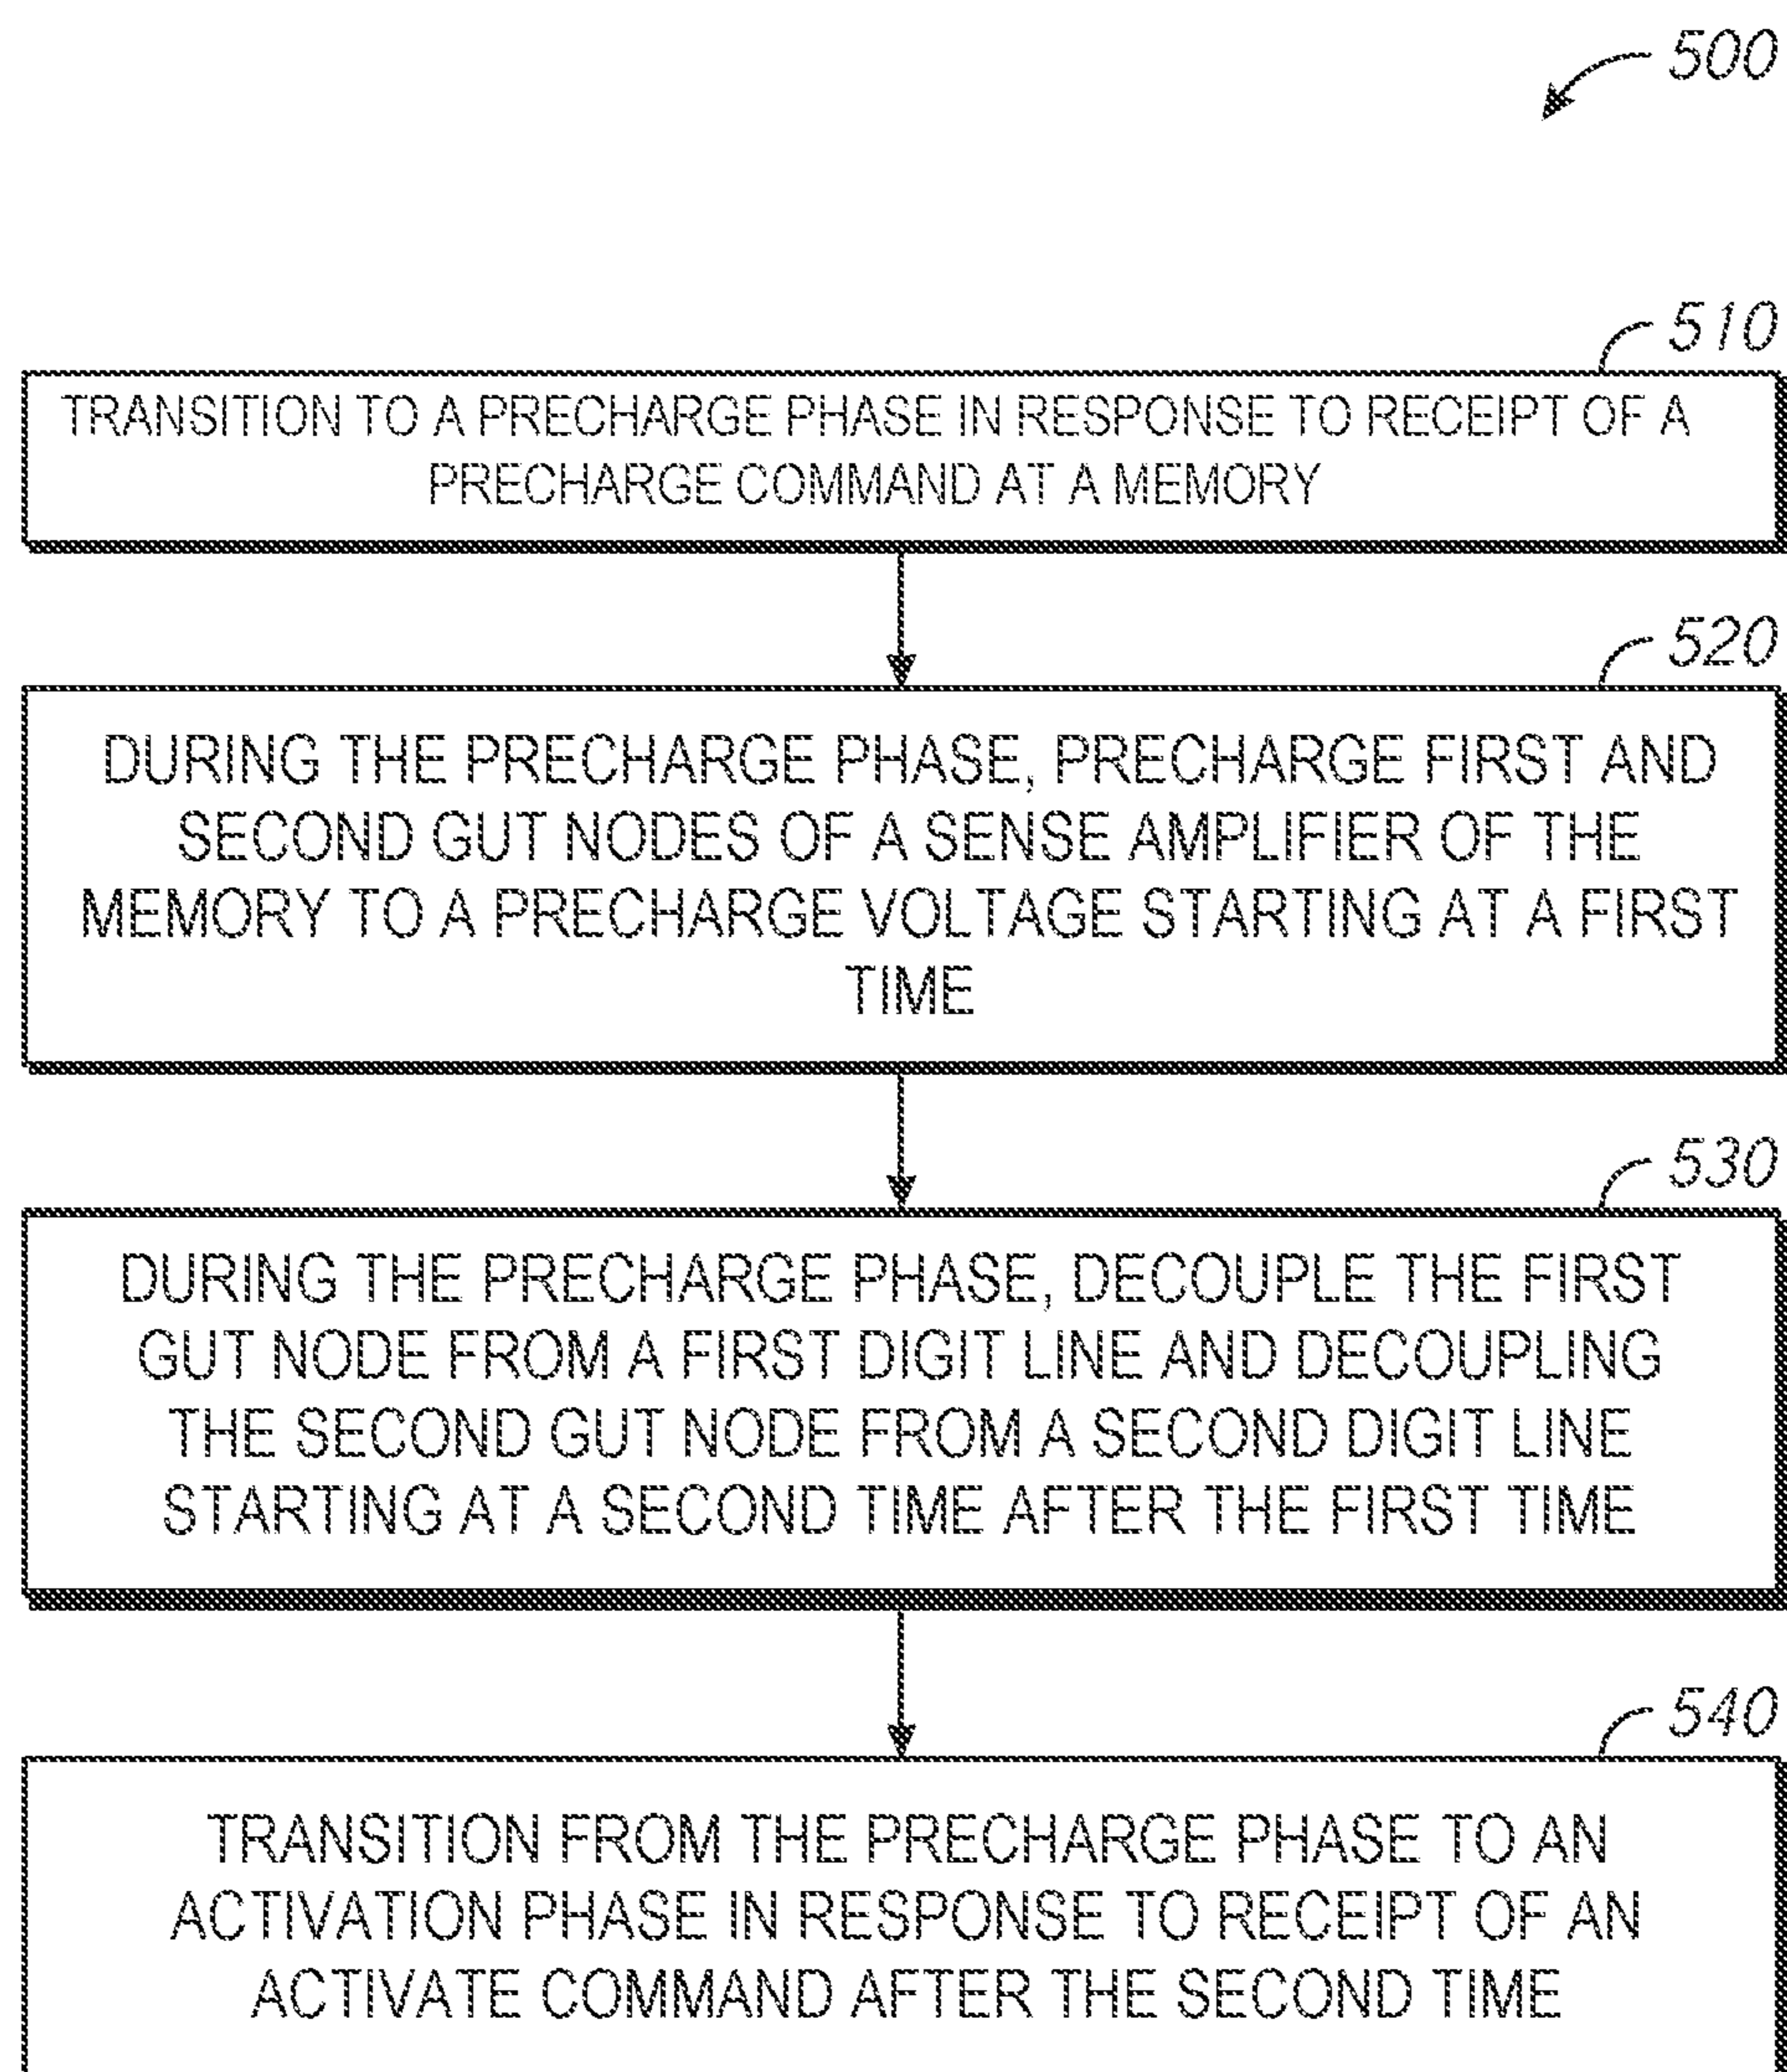 500
510
TRANSITION TO A PRECHARGE PHASE IN RESPONSE TO RECEIPT OF A
PRECHARGE COMMAND AT A MEMORY
520
DURING THE PRECHARGE PHASE, PRECHARGE FIRST AND
SECOND GUT NODES OF A SENSE AMPLIFIER OF THE
MEMORY TO A PRECHARGE VOLTAGE STARTING AT A FIRST
TIME
530
DURING THE PRECHARGE PHASE, DECOUPLE THE FIRST
GUT NODE FROM A FIRST DIGIT LINE AND DECOUPLING
THE SECOND GUT NODE FROM A SECOND DIGIT LINE
STARTING AT A SECOND TIME AFTER THE FIRST TIME
540
TRANSITION FROM THE PRECHARGE PHASE TO AN
ACTIVATION PHASE IN RESPONSE TO RECEIPT OF AN
ACTIVATE COMMAND AFTER THE SECOND TIME